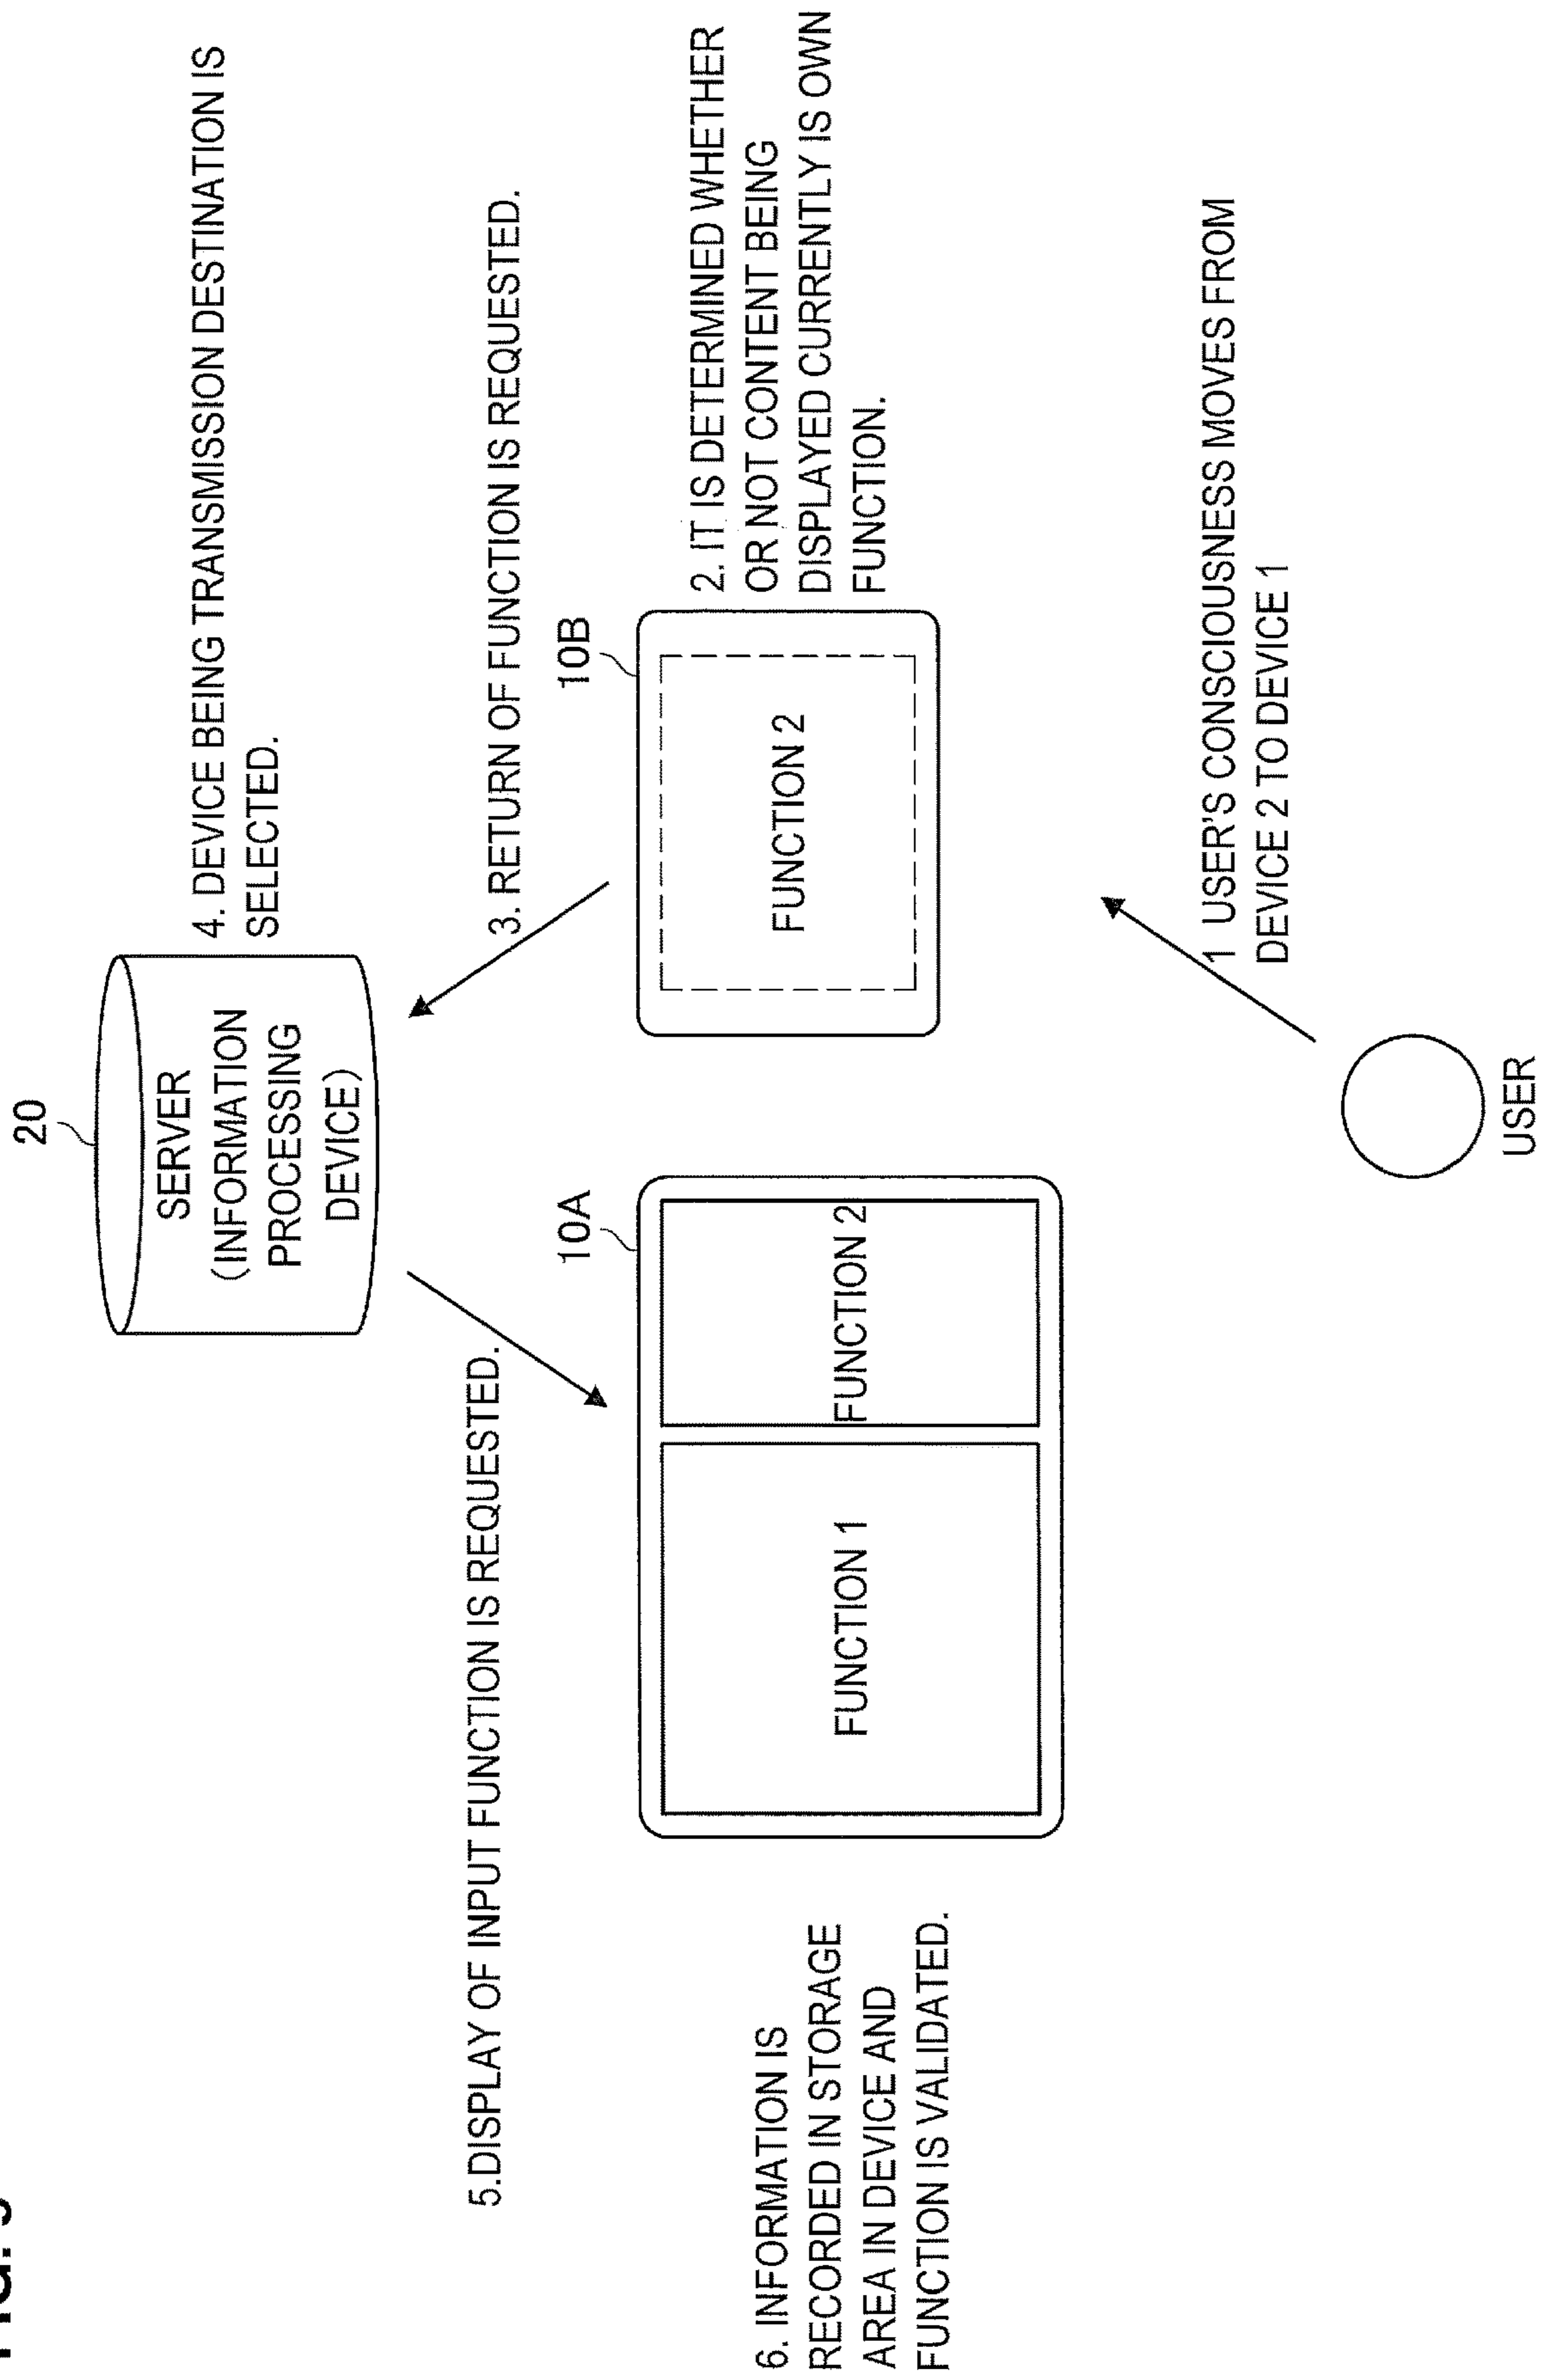 20
SERVER
(INFORMATION
PROCESSING
DEVICE)
4. DEVICE BEING TRANSMISSION DESTINATION IS
SELECTED.
5.DISPLAY OF INPUT FUNCTION IS REQUESTED.
3. RETURN OF FUNCTION IS REQUESTED.
10A
10B
6. INFORMATION IS
RECORDED IN STORAGE
AREA IN DEVICE AND
FUNCTION IS VALIDATED.
FUNCTION 1
FUNCTION 2
FUNCTION 2
2. IT IS DETERMINED WHETHER
OR NOT CONTENT BEING
DISPLAYED CURRENTLY IS OWN
FUNCTION.
1 USER'S CONSCIOUSNESS MOVES FROM
DEVICE 2 TO DEVICE 1
USER